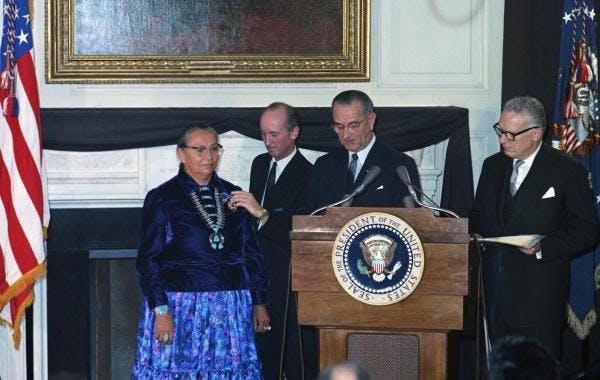 SEAL OF THE PRESIDENT OF THE UNITED STATES